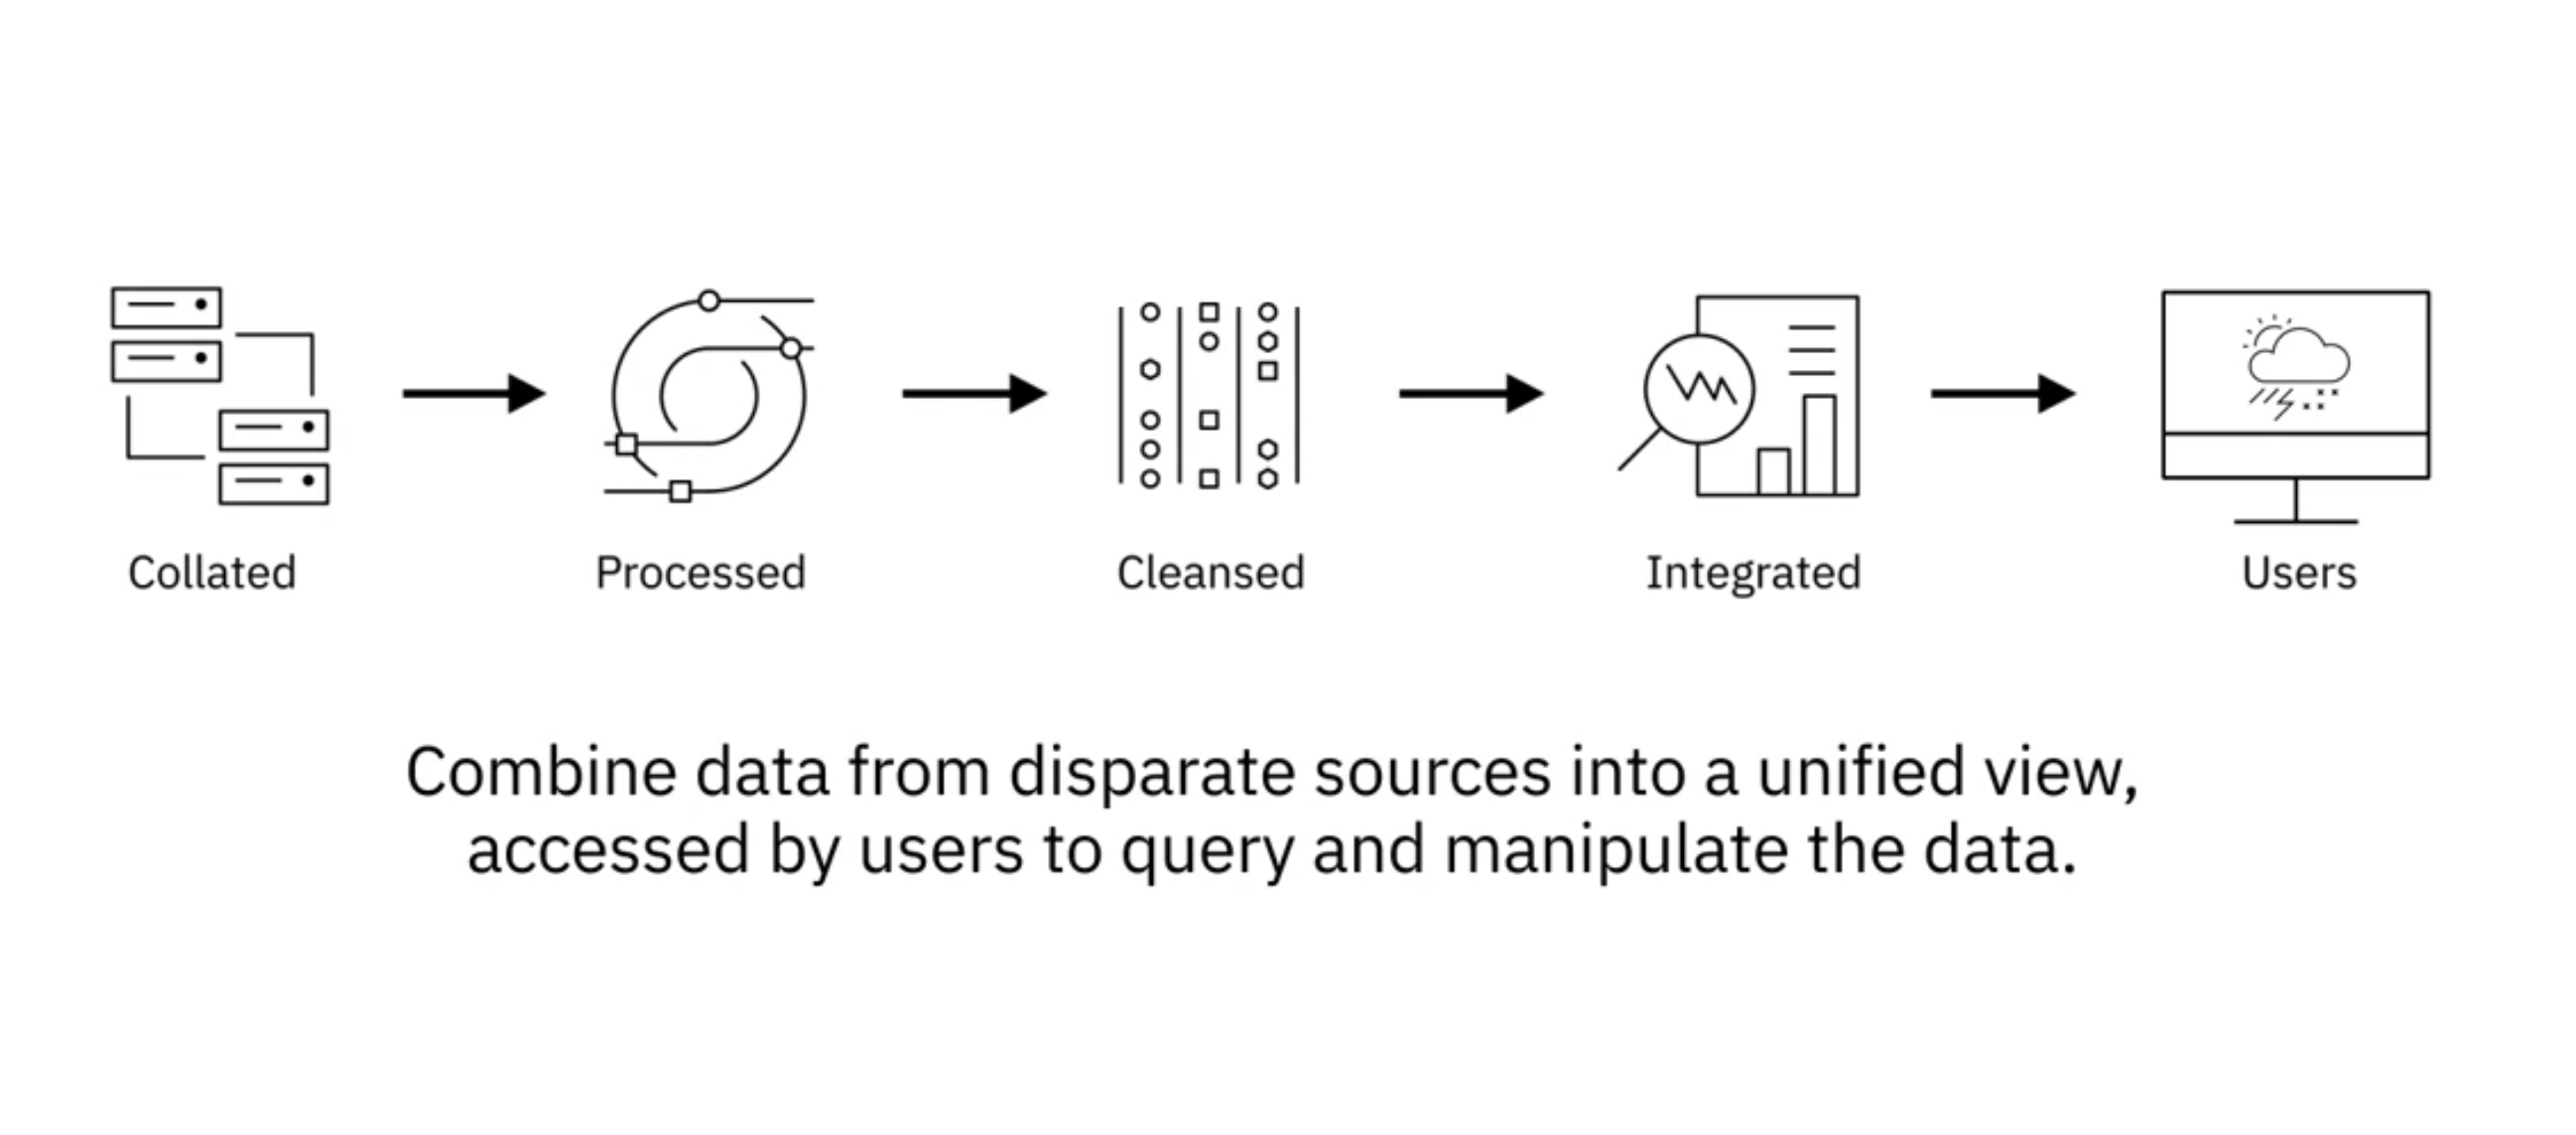 Collated
Processed
Cleansed
Integrated
Users
Combine data from disparate sources into a unified view,
accessed by users to query and manipulate the data.